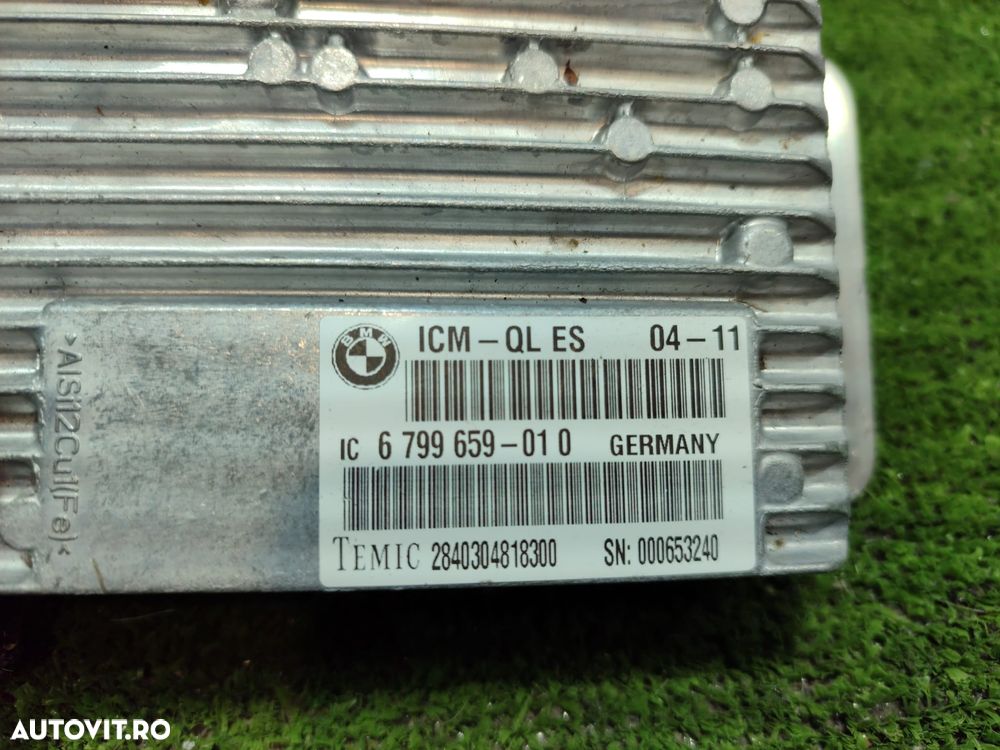 >AlSi12Cu1(Fe)<
BMW
ICM - QL ES 04 - 11
IC 6 799 659-01 0 GERMANY
TEMIC 2840304818300 SN: 000653240
AUTOVIT.RO